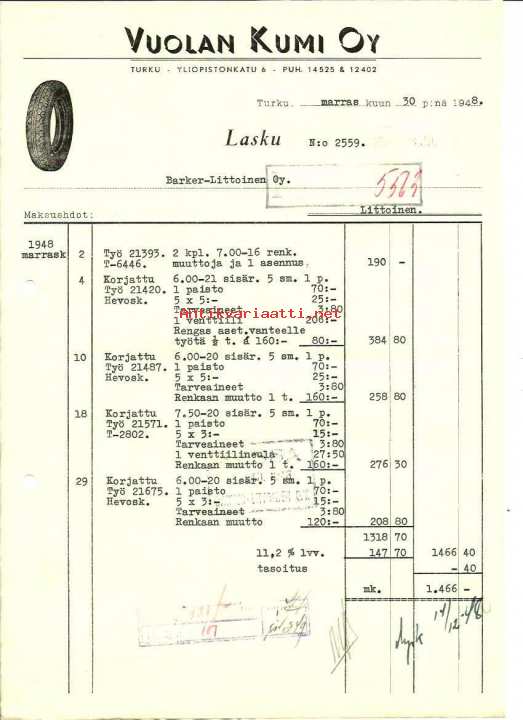 VUOLAN KUMI OY
TURKU - YLIOPISTONKATU 6 - PUH. 14525 & 12402
Turku, marras kuun 30 p:nä 1948.
Lasku N:o 2559.
Barker-Littoinen Oy.
Littoinen.
Maksuehdot:
1948
marrask 2 Työ 21393. 2 kpl. 7.00-16 renk.
T-6446. muuttoja ja 1 asennus. 190 -
4 Korjattu 6.00-21 sisär. 5 sm. 1 p.
Työ 21420. 1 paisto 70:-
Hevosk. 5 x 5:- 25:-
Tarveaineet 3:80
1 venttiili 206:-
Rengas aset.vanteelle
työtä ½ t. á 160:- 80:- 384 80
10 Korjattu 6.00-20 sisär. 5 sm. 1 p.
Työ 21487. 1 paisto 70:-
Hevosk. 5 x 5:- 25:-
Tarveaineet 3:80
Renkaan muutto 1 t. 160:- 258 80
18 Korjattu 7.50-20 sisär. 5 sm. 1 p.
Työ 21571. 1 paisto 70:-
T-2802. 5 x 3:- 15:-
Tarveaineet 3:80
1 venttiilineula 27:50
Renkaan muutto 1 t. 160:- 276 30
29 Korjattu 6.00-20 sisär. 5 sm. 1 p.
Työ 21675. 1 paisto 70:-
Hevosk. 5 x 3:- 15:-
Tarveaineet 3:80
Renkaan muutto 120:- 208 80
1318 70
11,2 % lvv. 147 70 1466 40
tasoitus - 40
mk. 1.466 -
Antikvariaatti.net